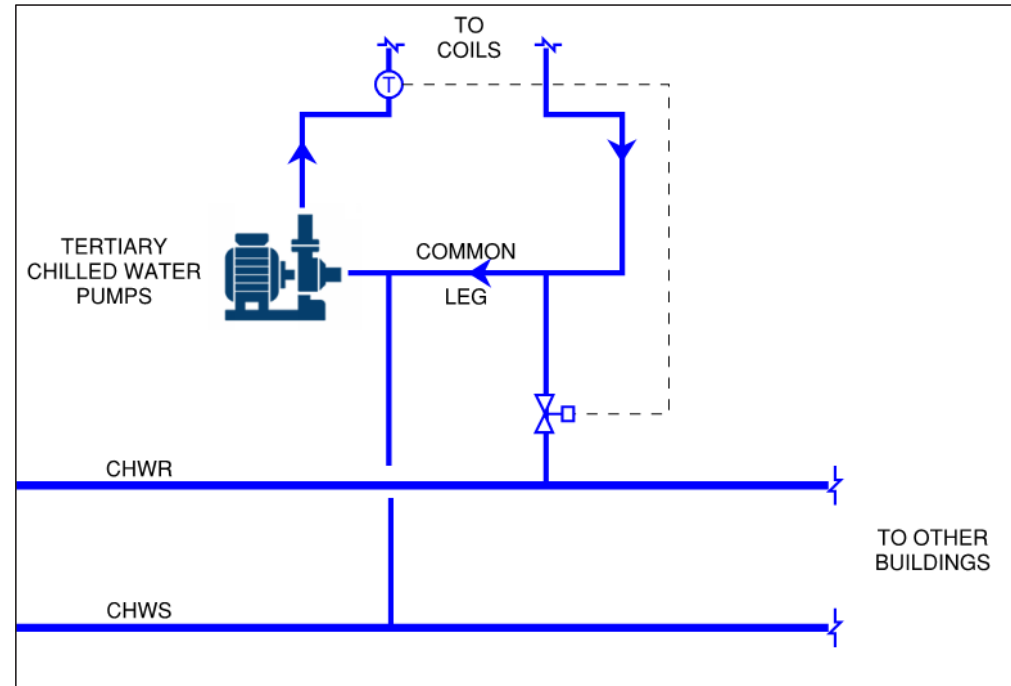 TO
COILS
T
TERTIARY
CHILLED WATER
PUMPS
COMMON
LEG
CHWR
TO OTHER
BUILDINGS
CHWS